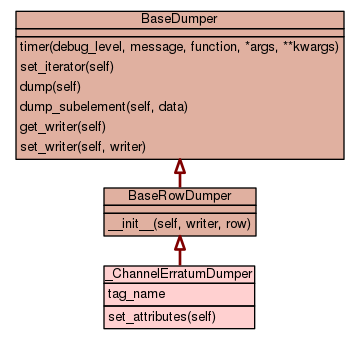 BaseDumper
timer(debug_level, message, function, *args, **kwargs)
set_iterator(self)
dump(self)
dump_subelement(self, data)
get_writer(self)
set_writer(self, writer)
BaseRowDumper
__init__(self, writer, row)
_ChannelErratumDumper
tag_name
set_attributes(self)